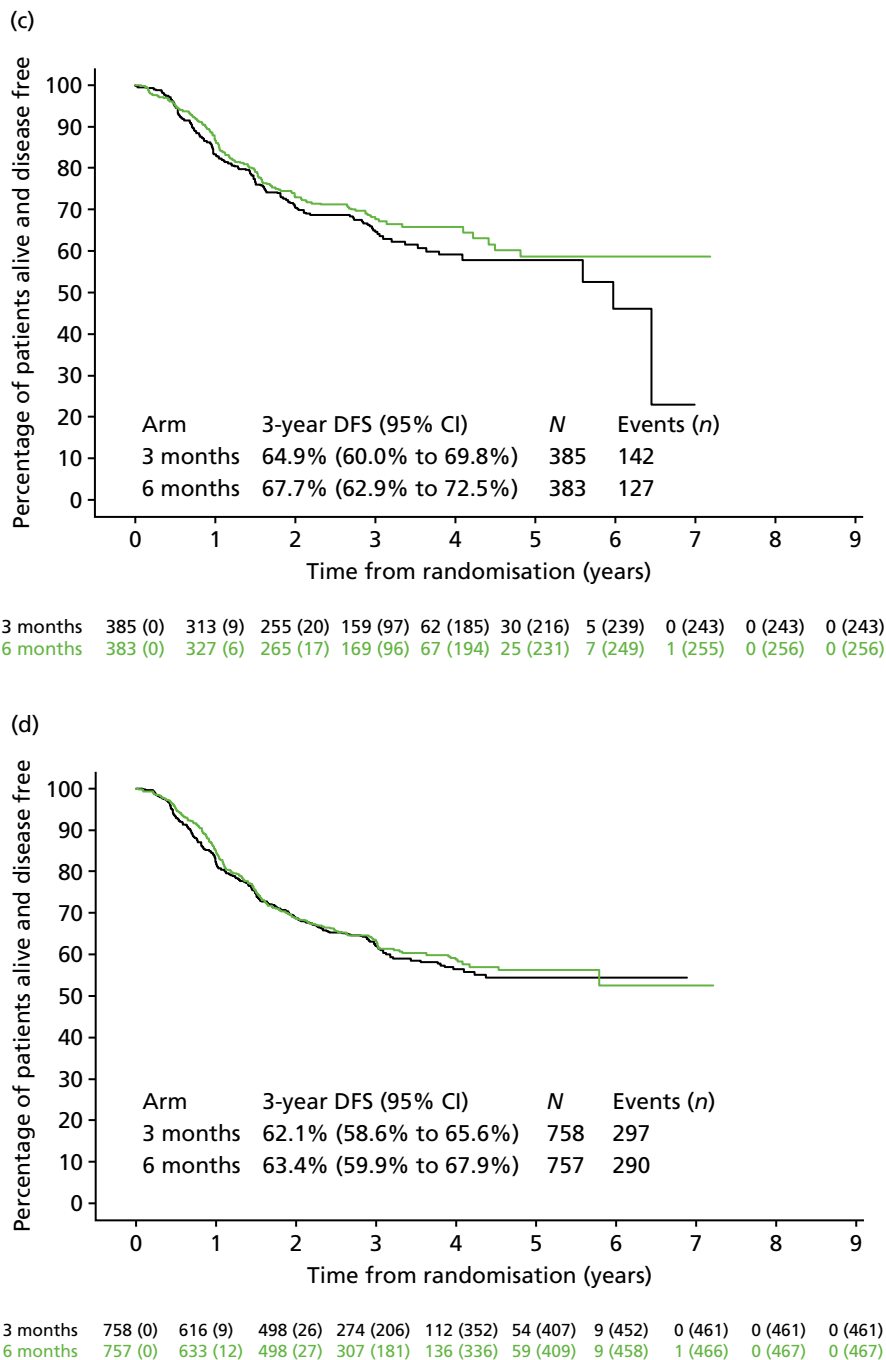 (c)
Percentage of patients alive and disease free
100
90
80
70
60
50
40
30
20
10
0
Arm 3-year DFS (95% CI) N Events (n)
3 months 64.9% (60.0% to 69.8%) 385 142
6 months 67.7% (62.9% to 72.5%) 383 127
0 1 2 3 4 5 6 7 8 9
Time from randomisation (years)
3 months 385 (0) 313 (9) 255 (20) 159 (97) 62 (185) 30 (216) 5 (239) 0 (243) 0 (243) 0 (243)
6 months 383 (0) 327 (6) 265 (17) 169 (96) 67 (194) 25 (231) 7 (249) 1 (255) 0 (256) 0 (256)
(d)
Percentage of patients alive and disease free
100
90
80
70
60
50
40
30
20
10
0
Arm 3-year DFS (95% CI) N Events (n)
3 months 62.1% (58.6% to 65.6%) 758 297
6 months 63.4% (59.9% to 67.9%) 757 290
0 1 2 3 4 5 6 7 8 9
Time from randomisation (years)
3 months 758 (0) 616 (9) 498 (26) 274 (206) 112 (352) 54 (407) 9 (452) 0 (461) 0 (461) 0 (461)
6 months 757 (0) 633 (12) 498 (27) 307 (181) 136 (336) 59 (409) 9 (458) 1 (466) 0 (467) 0 (467)